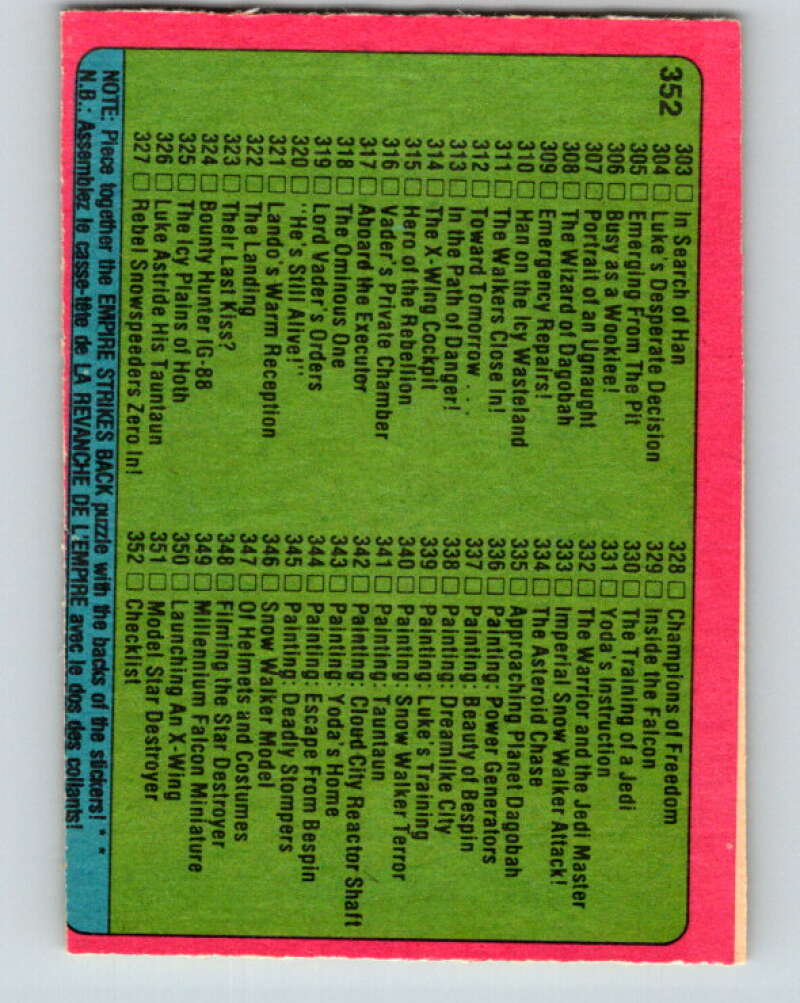 352
303 □ In Search of Han
304 □ Luke's Desperate Decision
305 □ Emerging From The Pit
306 □ Busy as a Wookiee!
307 □ Portrait of an Ugnaught
308 □ The Wizard of Dagobah
309 □ Emergency Repairs!
310 □ Han on the Icy Wasteland
311 □ The Walkers Close In!
312 □ Toward Tomorrow . . .
313 □ In the Path of Danger!
314 □ The X-Wing Cockpit
315 □ Hero of the Rebellion
316 □ Vader's Private Chamber
317 □ Aboard the Executor
318 □ The Ominous One
319 □ Lord Vader's Orders
320 □ "He's Still Alive!"
321 □ Lando's Warm Reception
322 □ The Landing
323 □ Their Last Kiss?
324 □ Bounty Hunter IG-88
325 □ The Icy Plains of Hoth
326 □ Luke Astride His Tauntaun
327 □ Rebel Snowspeeders Zero In!
328 □ Champions of Freedom
329 □ Inside the Falcon
330 □ The Training of a Jedi
331 □ Yoda's Instruction
332 □ The Warrior and the Jedi Master
333 □ Imperial Snow Walker Attack!
334 □ The Asteroid Chase
335 □ Approaching Planet Dagobah
336 □ Painting: Power Generators
337 □ Painting: Beauty of Bespin
338 □ Painting: Dreamlike City
339 □ Painting: Luke's Training
340 □ Painting: Snow Walker Terror
341 □ Painting: Tauntaun
342 □ Painting: Cloud City Reactor Shaft
343 □ Painting: Yoda's Home
344 □ Painting: Escape From Bespin
345 □ Painting: Deadly Stompers
346 □ Snow Walker Model
347 □ Of Helmets and Costumes
348 □ Filming the Star Destroyer
349 □ Millennium Falcon Miniature
350 □ Launching An X-Wing
351 □ Model Star Destroyer
352 □ Checklist
NOTE: Piece together the EMPIRE STRIKES BACK puzzle with the backs of the stickers! * *
N.B.: Assemblez le casse-tête de LA REVANCHE DE L'EMPIRE avec le dos des collants!